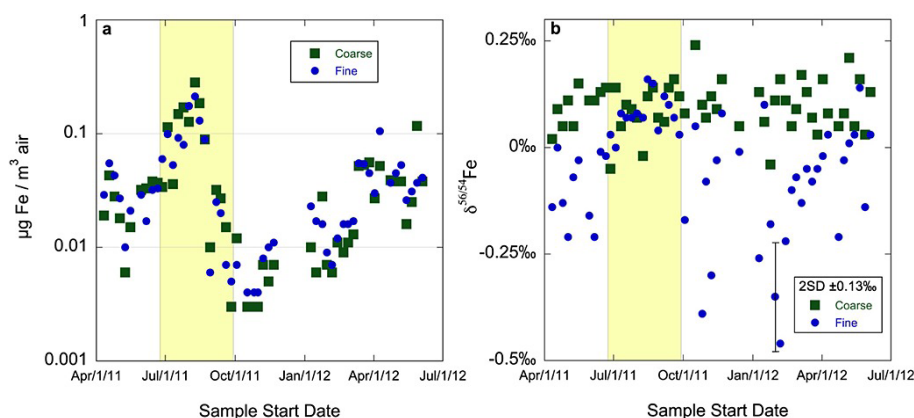 a
1
0.1
0.01
0.001
µg Fe / m³ air
Coarse
Fine
Apr/1/11 Jul/1/11 Oct/1/11 Jan/1/12 Apr/1/12 Jul/1/12
Sample Start Date
b
0.25‰
0‰
-0.25‰
-0.5‰
δ⁵⁶ᐟ⁵⁴Fe
2SD ±0.13‰
Coarse
Fine
Apr/1/11 Jul/1/11 Oct/1/11 Jan/1/12 Apr/1/12 Jul/1/12
Sample Start Date